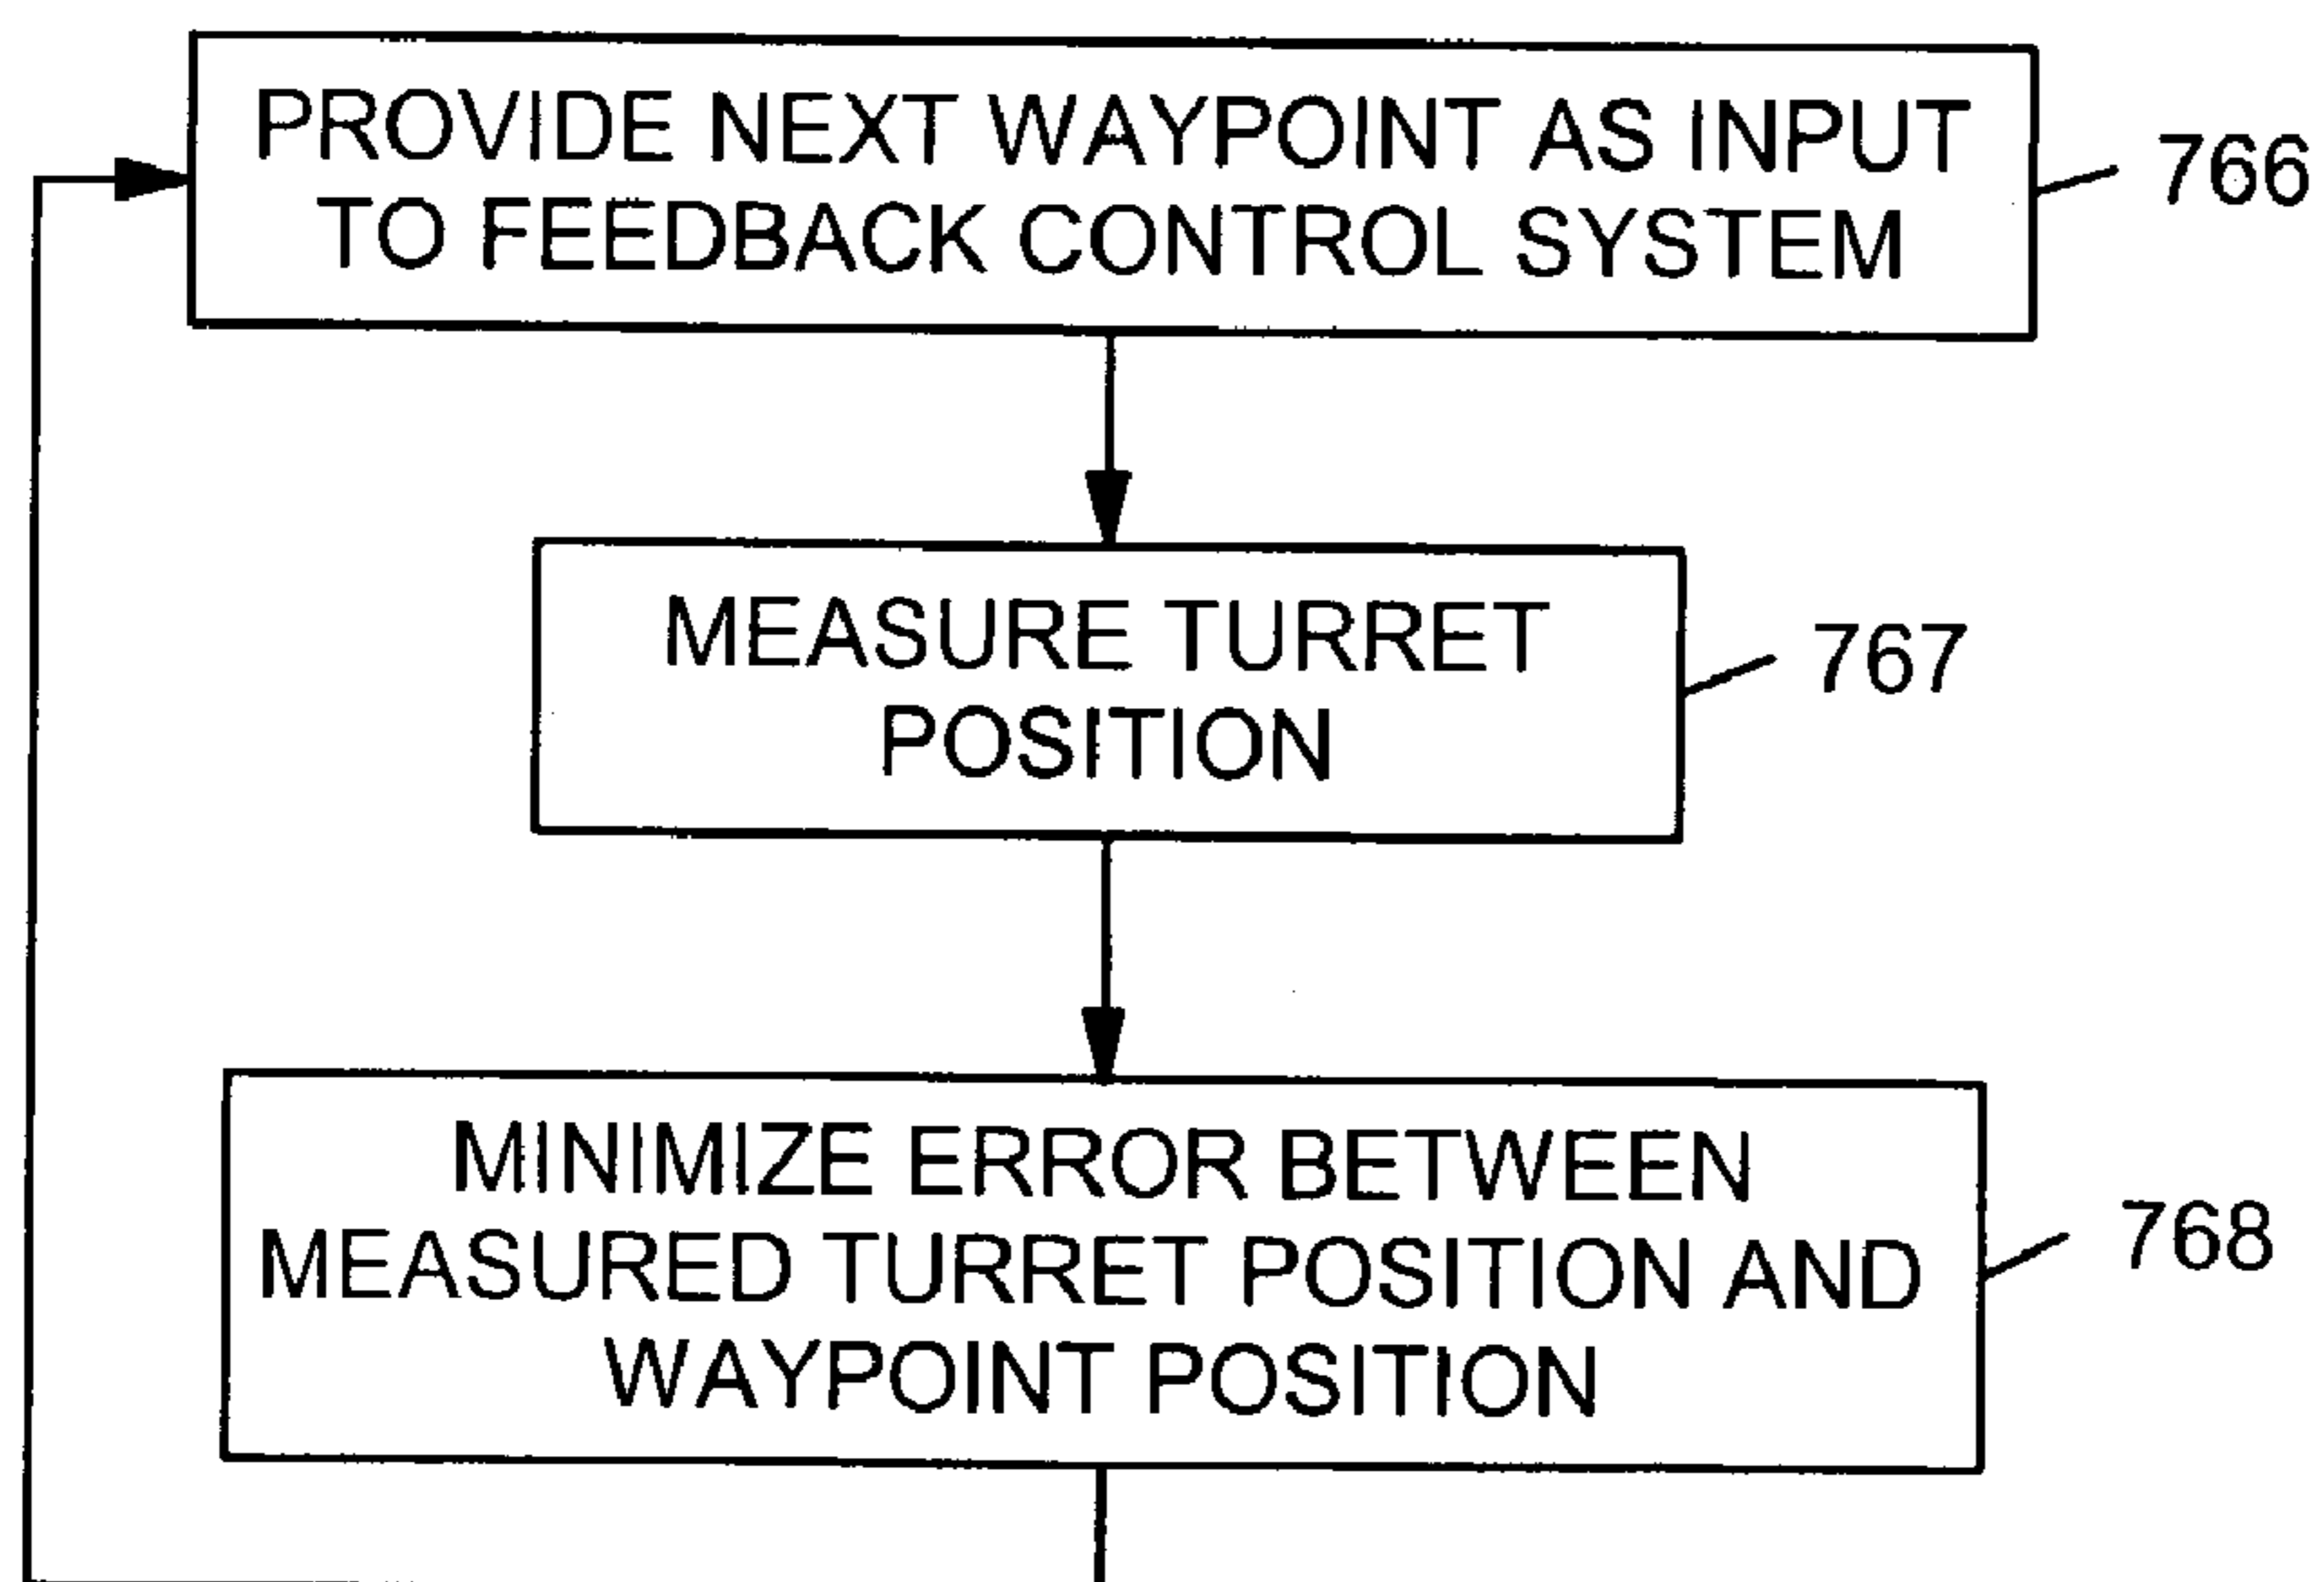 PROVIDE NEXT WAYPOINT AS INPUT
TO FEEDBACK CONTROL SYSTEM
766
MEASURE TURRET
POSITION
767
MINIMIZE ERROR BETWEEN
MEASURED TURRET POSITION AND
WAYPOINT POSITION
768